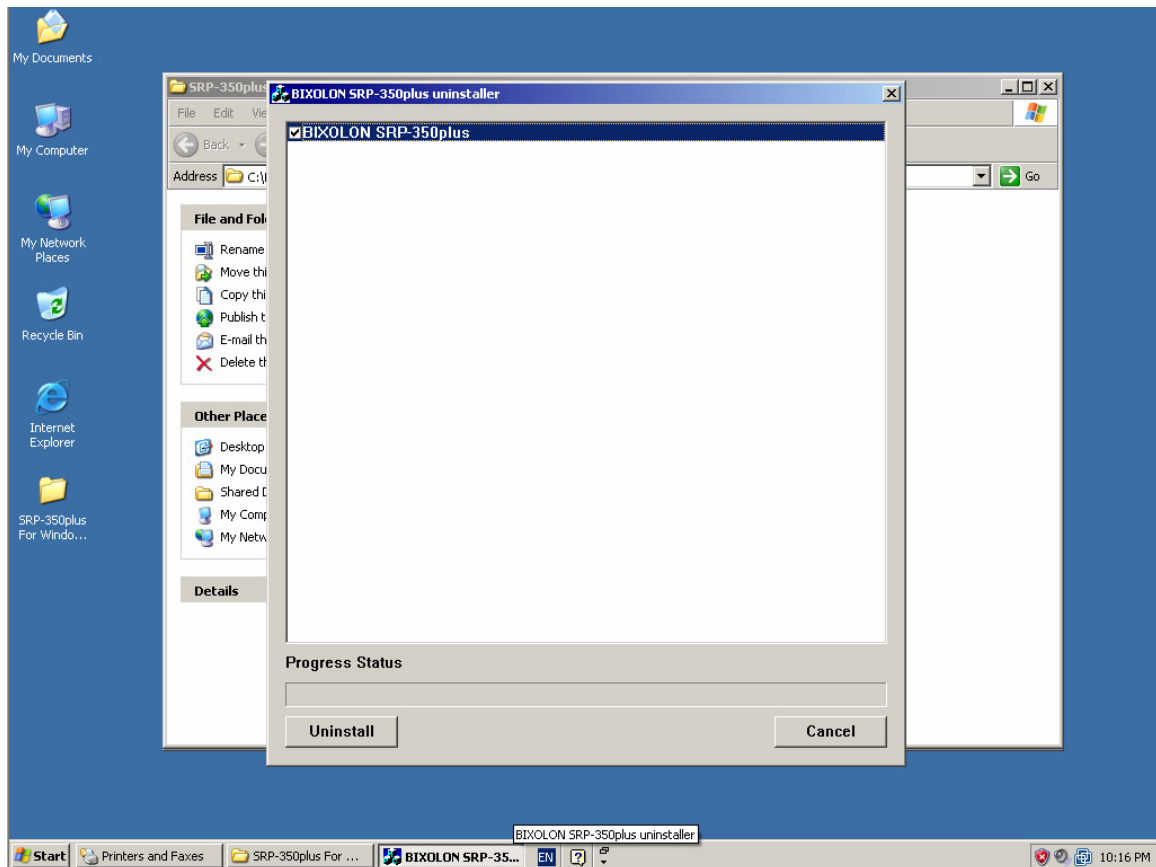 My Documents
My Computer
My Network
Places
Recycle Bin
Internet
Explorer
SRP-350plus
For Windo...
SRP-350plus
File Edit Vie
Back
Address C:\
Go
File and Fol
Rename
Move thi
Copy thi
Publish t
E-mail th
Delete th
Other Place
Desktop
My Docu
Shared D
My Comp
My Netw
Details
BIXOLON SRP-350plus uninstaller
BIXOLON SRP-350plus
Progress Status
Uninstall Cancel
BIXOLON SRP-350plus uninstaller
Start Printers and Faxes SRP-350plus For ... BIXOLON SRP-35... EN 10:16 PM